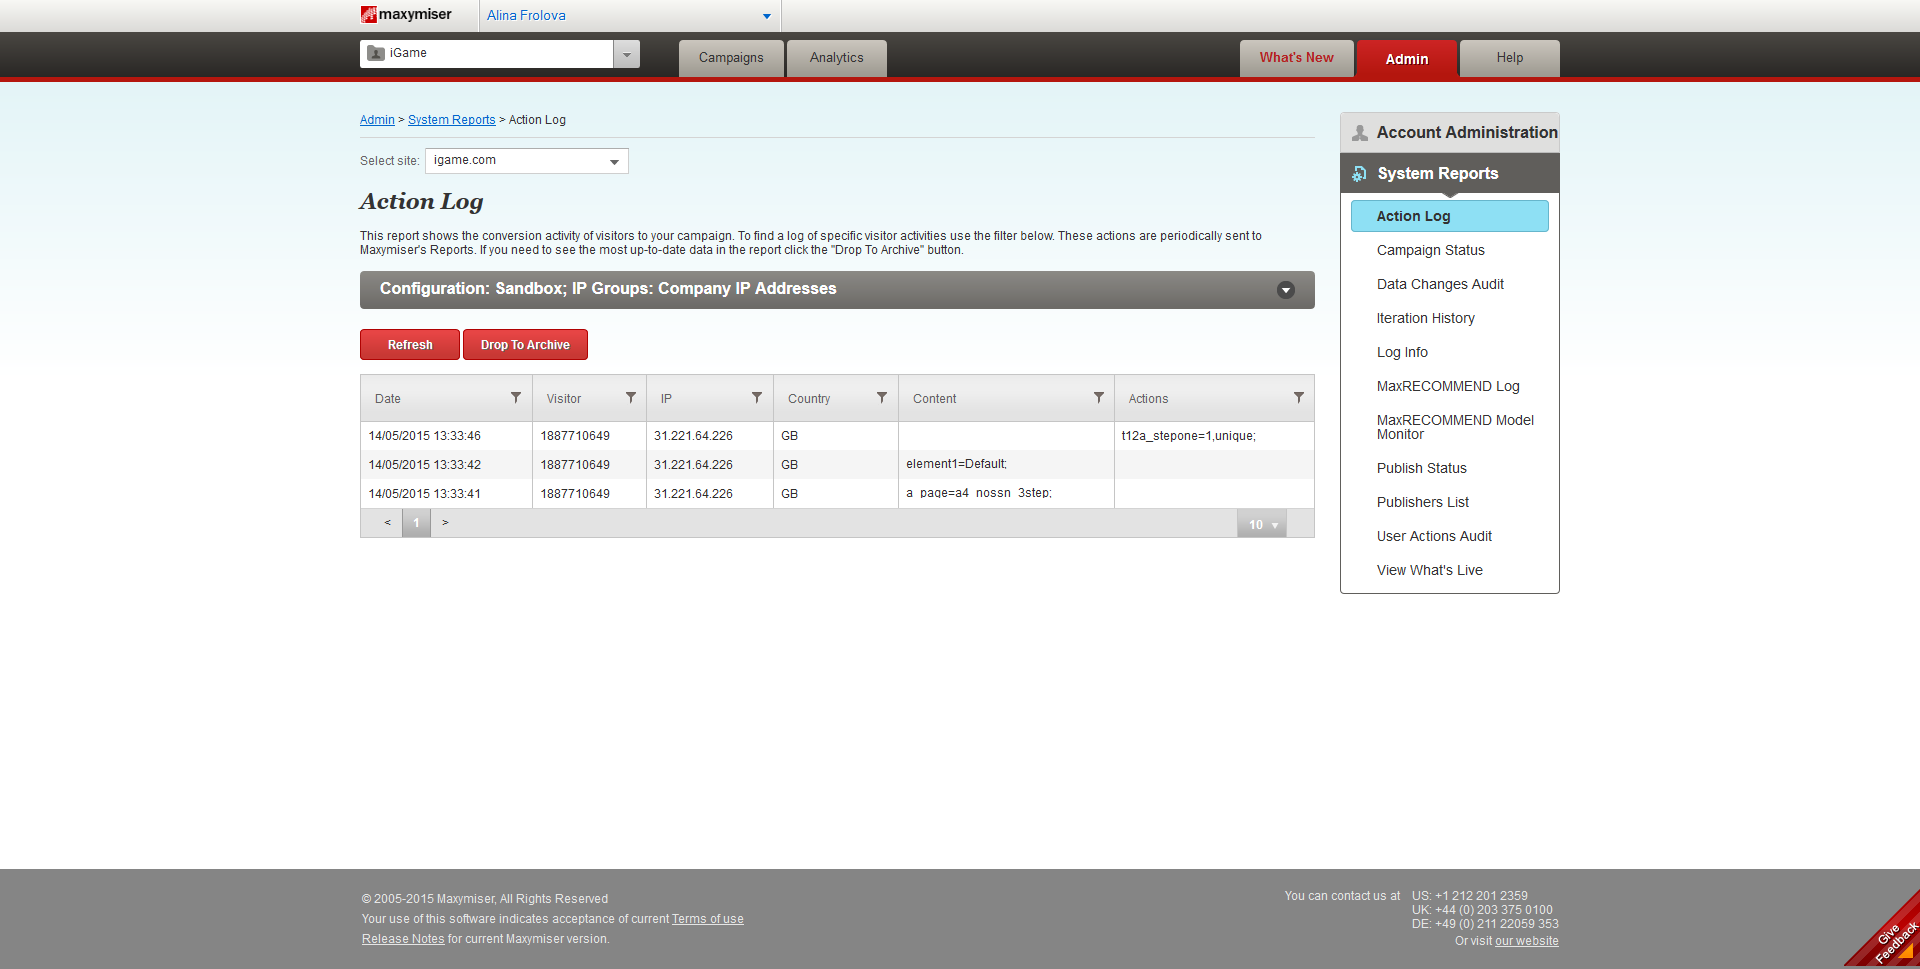 maxymiser
Alina Frolova
iGame
Campaigns
Analytics
What's New
Admin
Help
Admin > System Reports > Action Log
Select site: igame.com
Action Log
This report shows the conversion activity of visitors to your campaign. To find a log of specific visitor activities use the filter below. These actions are periodically sent to
Maxymiser's Reports. If you need to see the most up-to-date data in the report click the "Drop To Archive" button.
Configuration: Sandbox; IP Groups: Company IP Addresses
Refresh
Drop To Archive
Date Visitor IP Country Content Actions
14/05/2015 13:33:46 1887710649 31.221.64.226 GB t12a_stepone=1,unique;
14/05/2015 13:33:42 1887710649 31.221.64.226 GB element1=Default;
14/05/2015 13:33:41 1887710649 31.221.64.226 GB a_page=a4_nossn_3step;
< 1 > 10
Account Administration
System Reports
Action Log
Campaign Status
Data Changes Audit
Iteration History
Log Info
MaxRECOMMEND Log
MaxRECOMMEND Model
Monitor
Publish Status
Publishers List
User Actions Audit
View What's Live
© 2005-2015 Maxymiser, All Rights Reserved
Your use of this software indicates acceptance of current Terms of use
Release Notes for current Maxymiser version.
You can contact us at US: +1 212 201 2359
UK: +44 (0) 203 375 0100
DE: +49 (0) 211 22059 353
Or visit our website
Give
Feedback